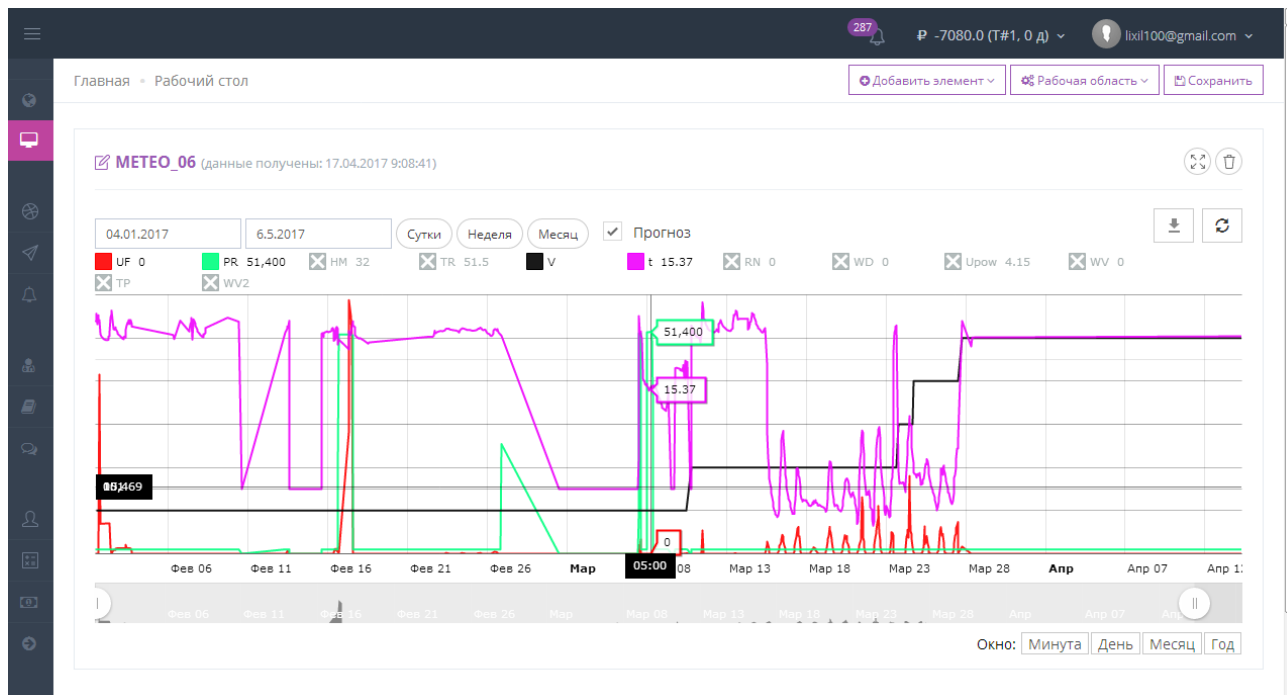 287 ₽ -7080.0 (T#1, 0 д) lixil100@gmail.com
Главная • Рабочий стол Добавить элемент Рабочая область Сохранить
METEO_06 (данные получены: 17.04.2017 9:08:41)
04.01.2017 6.5.2017 Сутки Неделя Месяц Прогноз
UF 0 PR 51,400 HM 32 TR 51.5 V t 15.37 RN 0 WD 0 Upow 4.15 WV 0
TP WV2
51,400
15.37
0
Фев 06 Фев 11 Фев 16 Фев 21 Фев 26 Мар 05:00 08 Мар 13 Мар 18 Мар 23 Мар 28 Апр Апр 07 Апр 1
Фев 06 Фев 11 Фев 16 Фев 21 Фев 26 Мар Мар 08 Мар 13 Мар 18 Мар 23 Мар 28 Апр Апр 07
Окно: Минута День Месяц Год